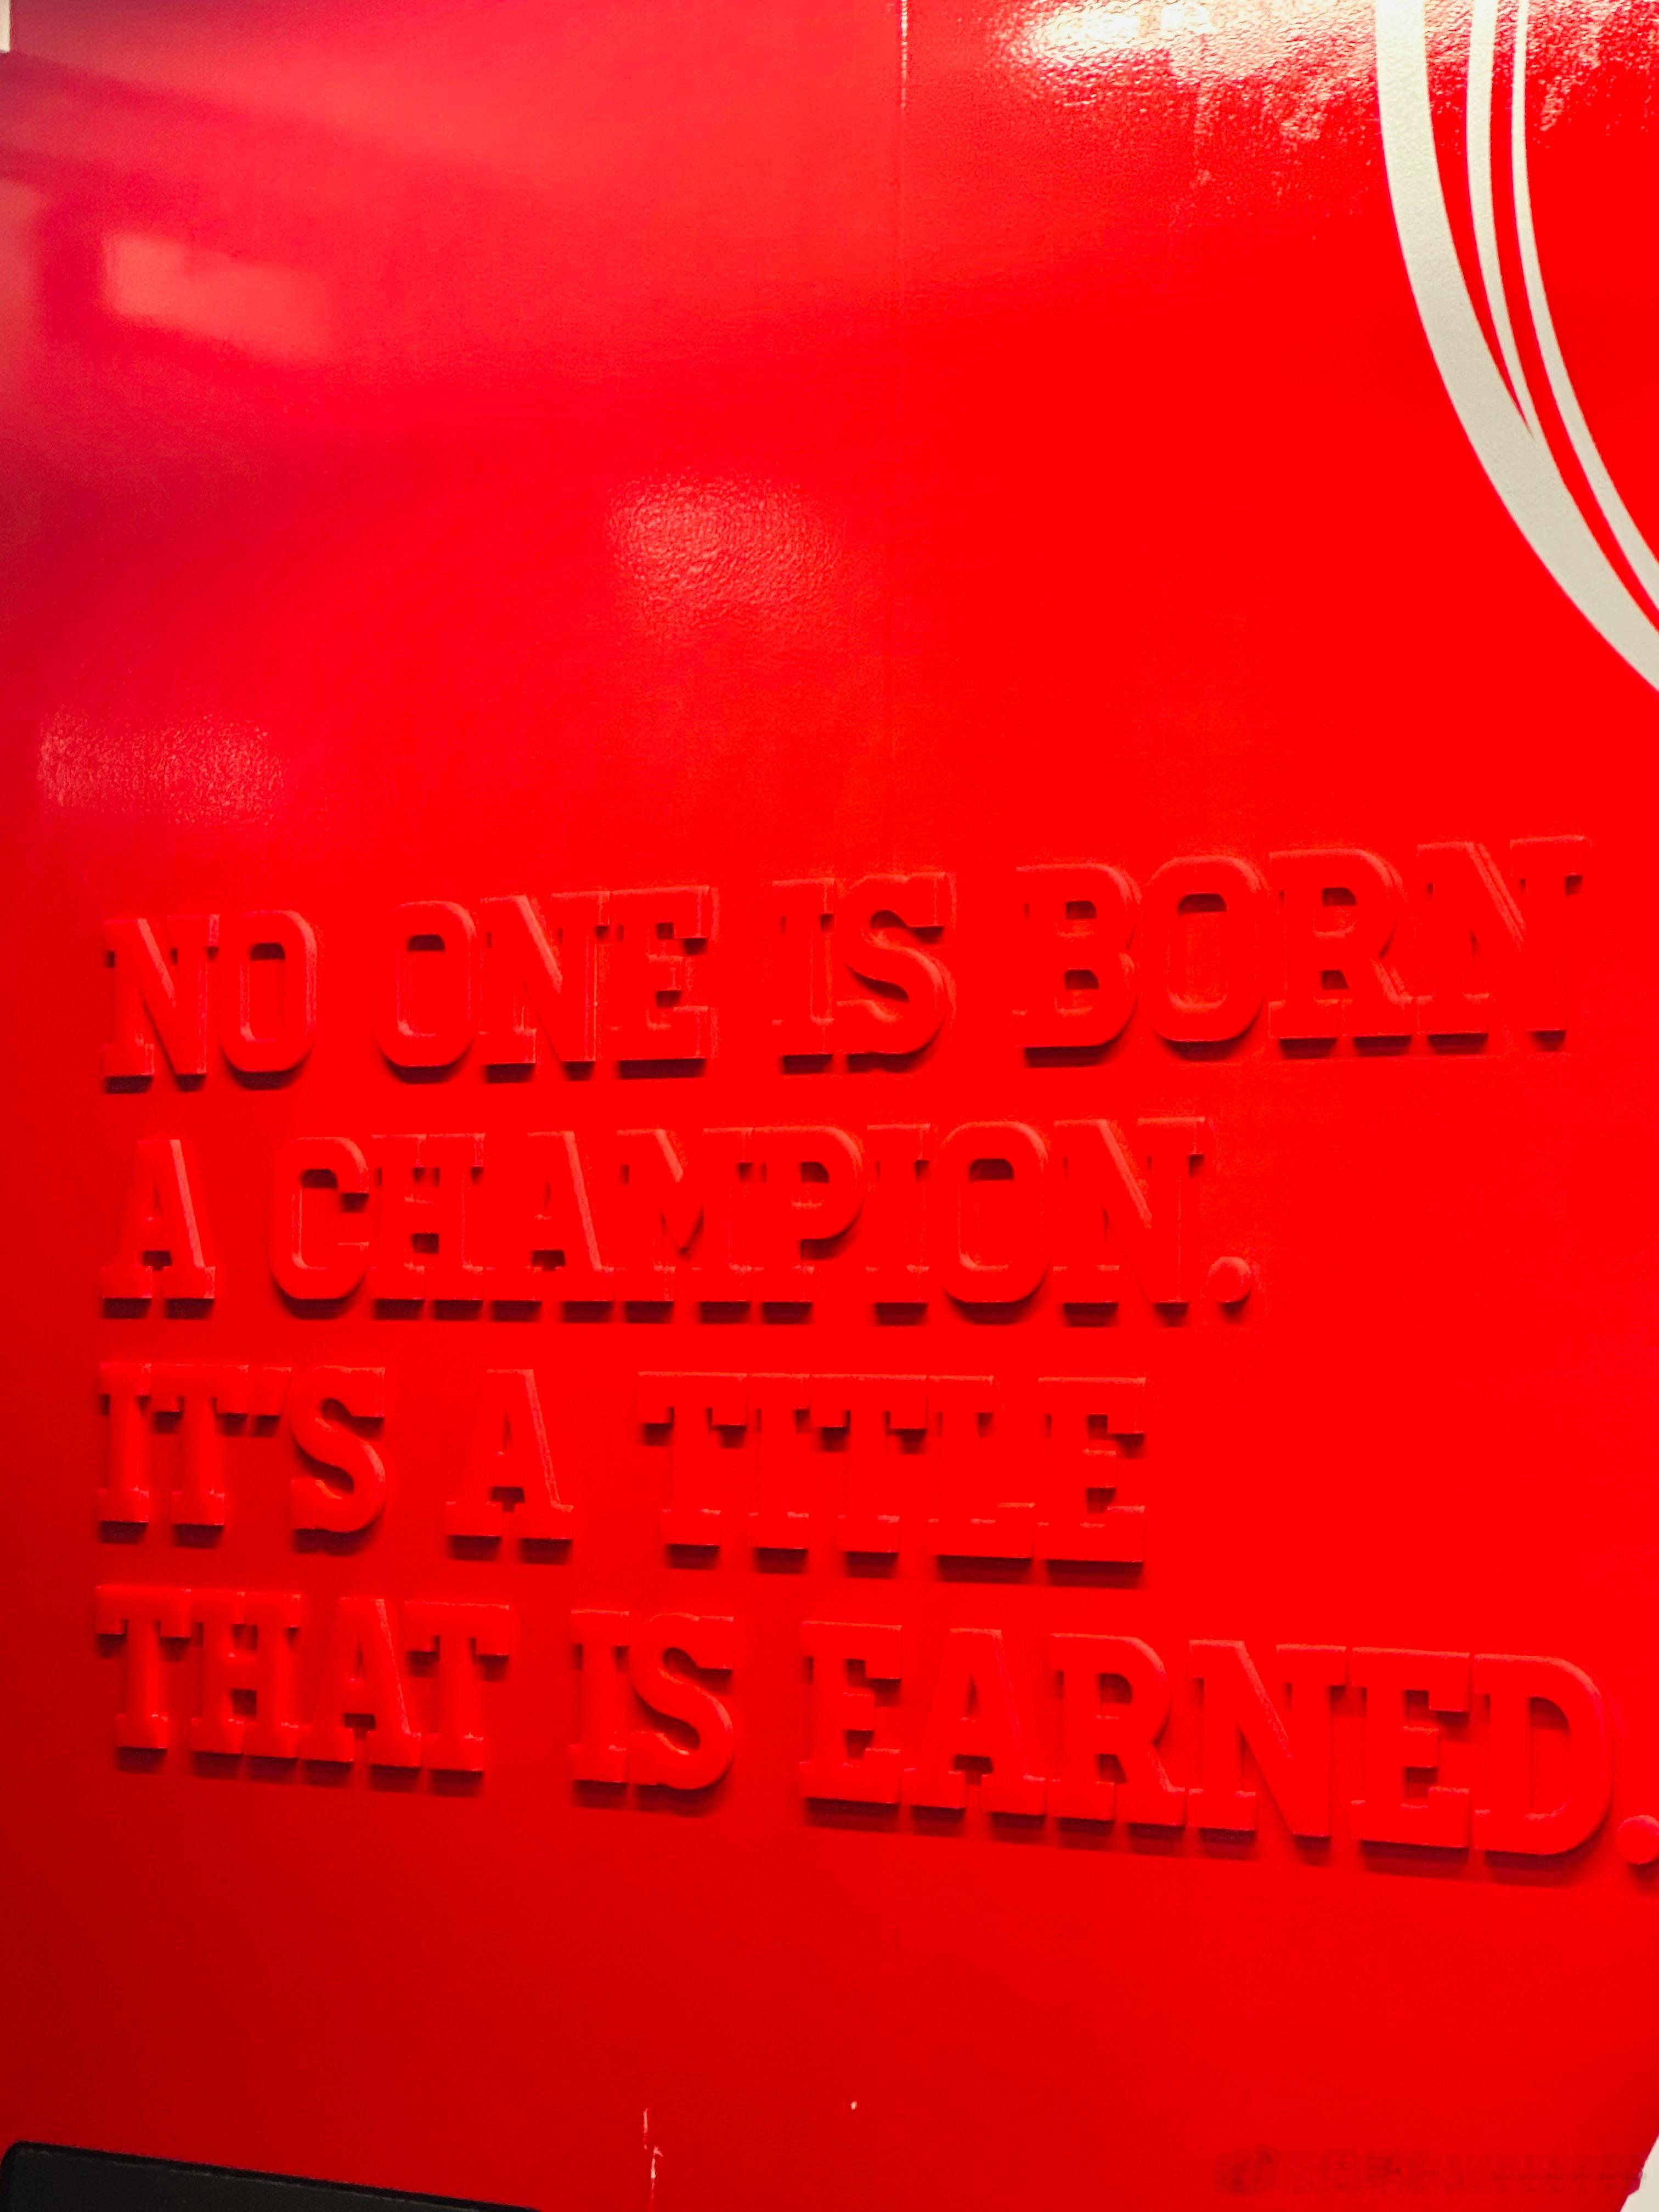 NO ONE IS BORN
A CHAMPION.
IT'S A TITLE
THAT IS EARNED.